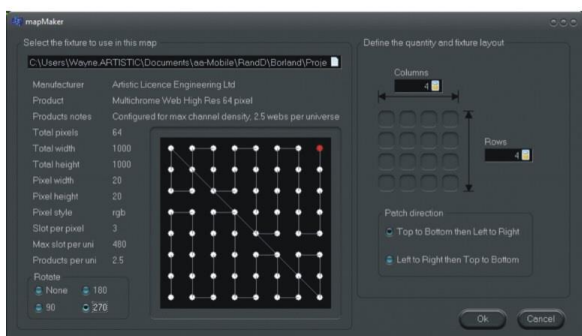 mapMaker
Select the fixture to use in this map
C:\Users\Wayne.ARTISTIC\Documents\aa-Mobile\RandD\Borland\Proje
Manufacturer Artistic Licence Engineering Ltd
Product Multichrome Web High Res 64 pixel
Products notes Configured for max channel density, 2.5 webs per universe
Total pixels 64
Total width 1000
Total height 1000
Pixel width 20
Pixel height 20
Pixel style rgb
Slot per pixel 3
Max slot per uni 480
Products per uni 2.5
Rotate
None 180
90 270
Define the quantity and fixture layout
Columns
4
Rows
4
Patch direction
Top to Bottom then Left to Right
Left to Right then Top to Bottom
Ok Cancel